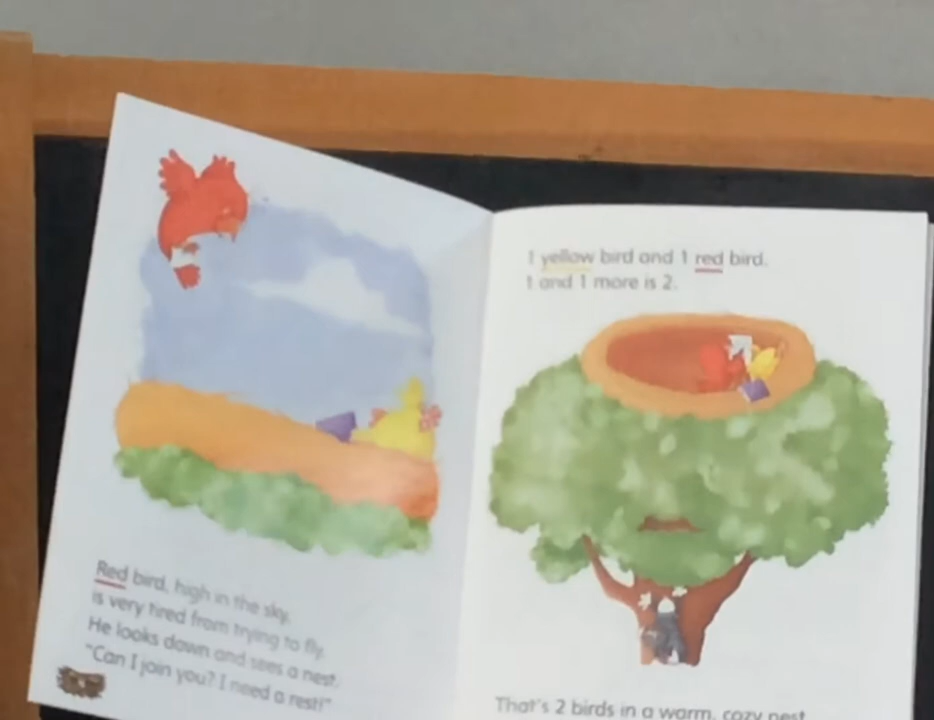 Red bird, high in the sky,
is very tired from trying to fly.
He looks down and sees a nest.
"Can I join you? I need a rest!"
1 yellow bird and 1 red bird.
1 and 1 more is 2.
That's 2 birds in a warm, cozy nest